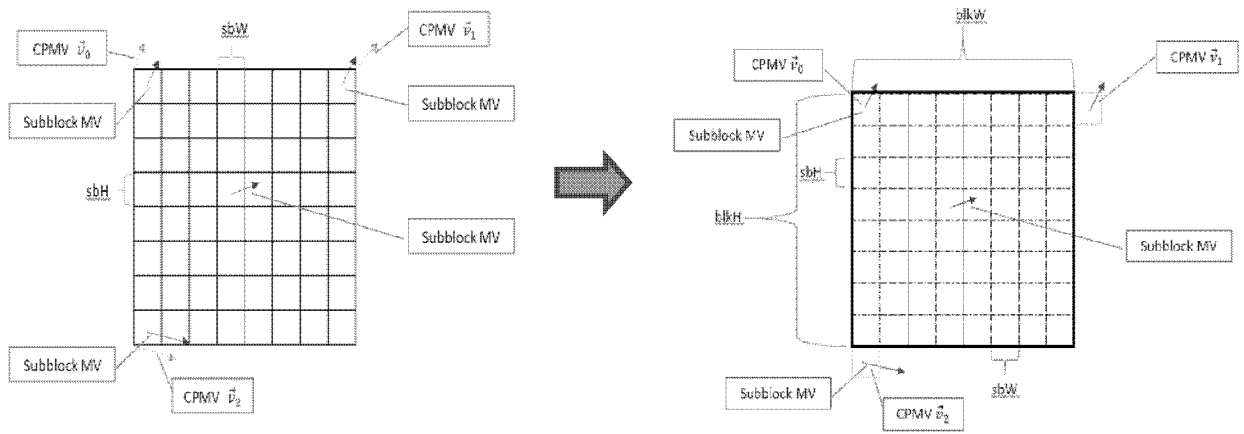 sbW
CPMV v⃗₀
CPMV v⃗₁
Subblock MV
Subblock MV
sbH
Subblock MV
Subblock MV
CPMV v⃗₂
blkW
CPMV v⃗₀
CPMV v⃗₁
Subblock MV
sbH
blkH
Subblock MV
sbW
Subblock MV
CPMV v⃗₂